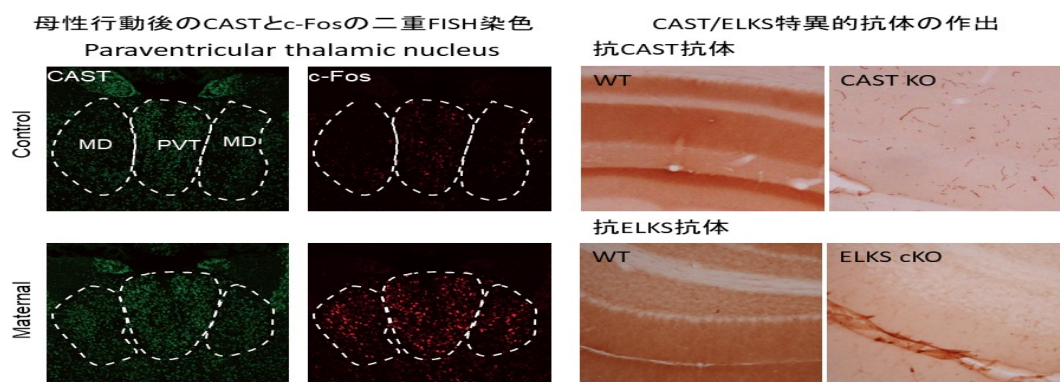 母性行動後のCASTとc-Fosの二重FISH染色
Paraventricular thalamic nucleus
CAST
c-Fos
Control
MD
PVT
MD
Maternal
CAST/ELKS特異的抗体の作出
抗CAST抗体
WT
CAST KO
抗ELKS抗体
WT
ELKS cKO